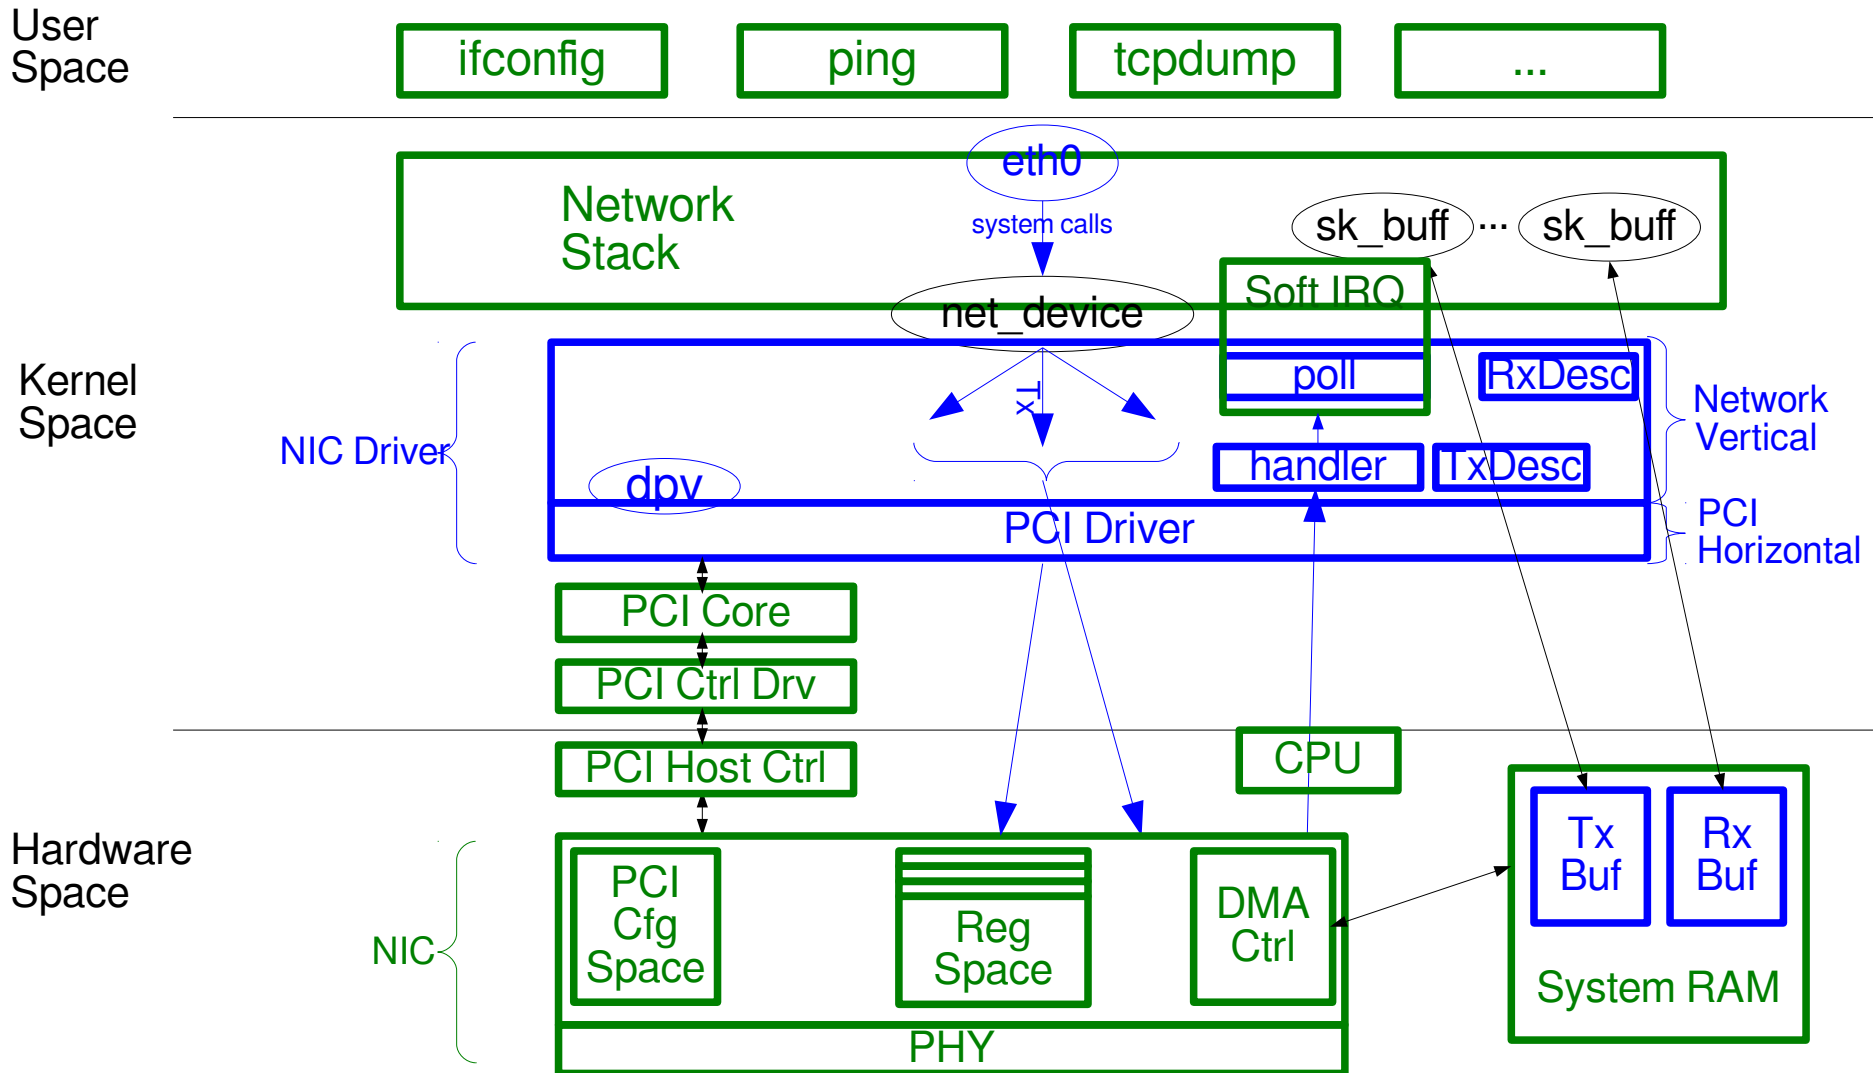 User
Space
ifconfig
ping
tcpdump
...
eth0
Network
Stack
system calls
sk_buff
...
sk_buff
Soft IRQ
net_device
Kernel
Space
NIC Driver
Tx
poll
RxDesc
Network
Vertical
handler
TxDesc
dpv
PCI Driver
PCI
Horizontal
PCI Core
PCI Ctrl Drv
PCI Host Ctrl
CPU
Hardware
Space
NIC
PCI
Cfg
Space
Reg
Space
DMA
Ctrl
Tx
Buf
Rx
Buf
System RAM
PHY